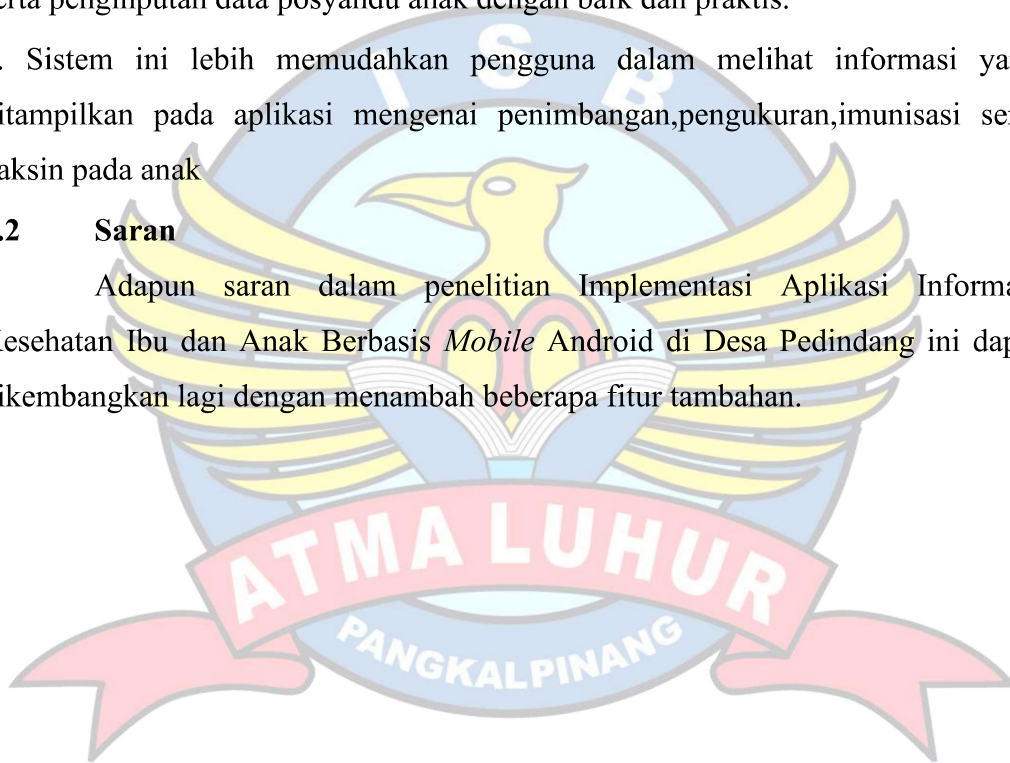 erta penginputan data posyandu anak dengan baik dan praktis.
. Sistem ini lebih memudahkan pengguna dalam melihat informasi ya
itampilkan pada aplikasi mengenai penimbangan,pengukuran,imunisasi ser
aksin pada anak
.2 Saran
Adapun saran dalam penelitian Implementasi Aplikasi Informa
Kesehatan Ibu dan Anak Berbasis Mobile Android di Desa Pedindang ini dap
ikembangkan lagi dengan menambah beberapa fitur tambahan.
I S B
ATMA LUHUR
PANGKALPINANG